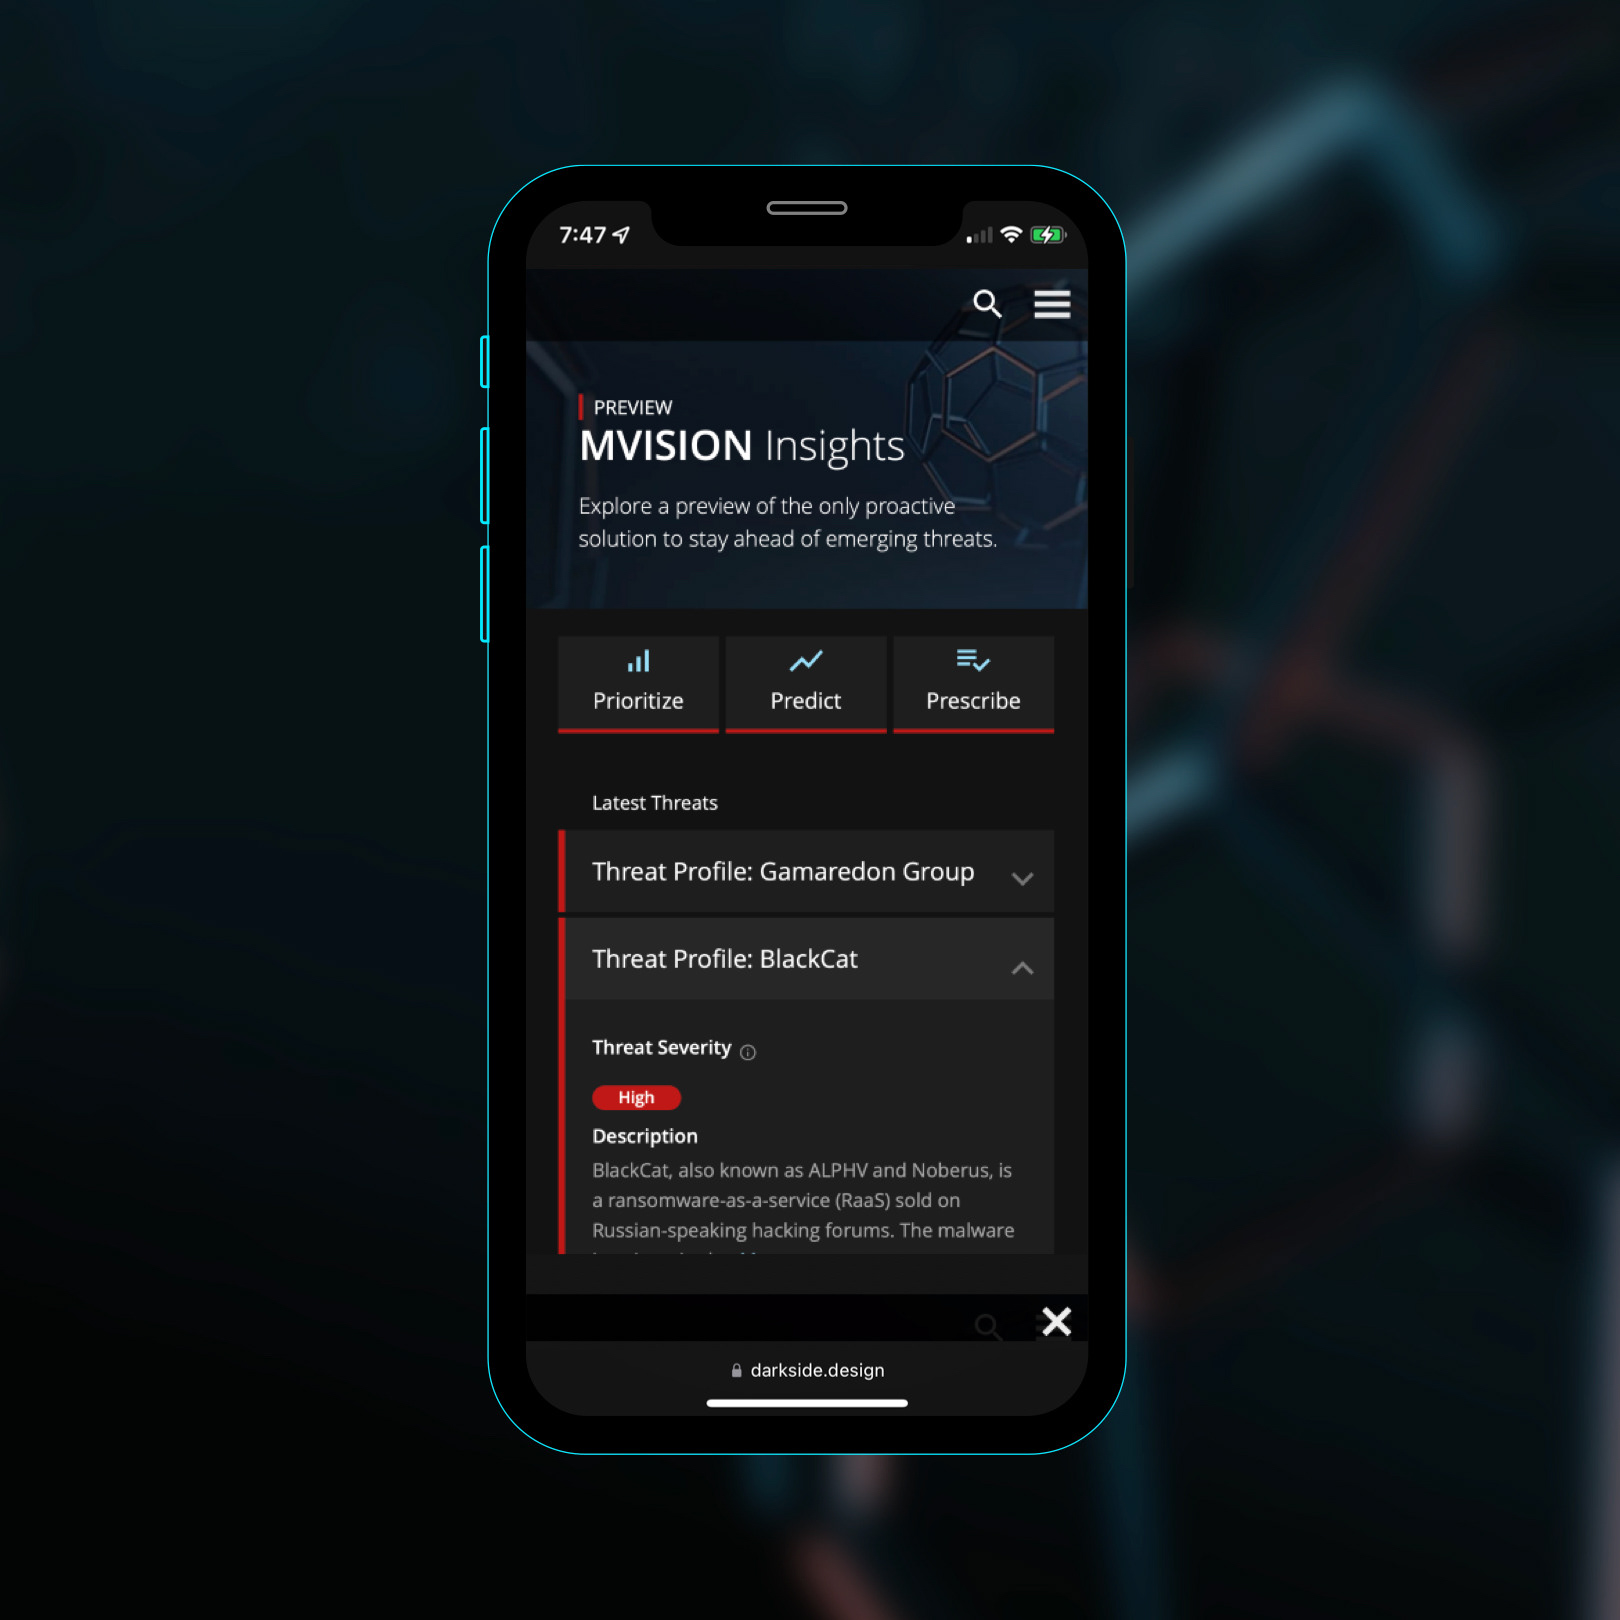 7:47
PREVIEW
MVISION Insights
Explore a preview of the only proactive
solution to stay ahead of emerging threats.
Prioritize
Predict
Prescribe
Latest Threats
Threat Profile: Gamaredon Group
Threat Profile: BlackCat
Threat Severity
High
Description
BlackCat, also known as ALPHV and Noberus, is
a ransomware-as-a-service (RaaS) sold on
Russian-speaking hacking forums. The malware
darkside.design